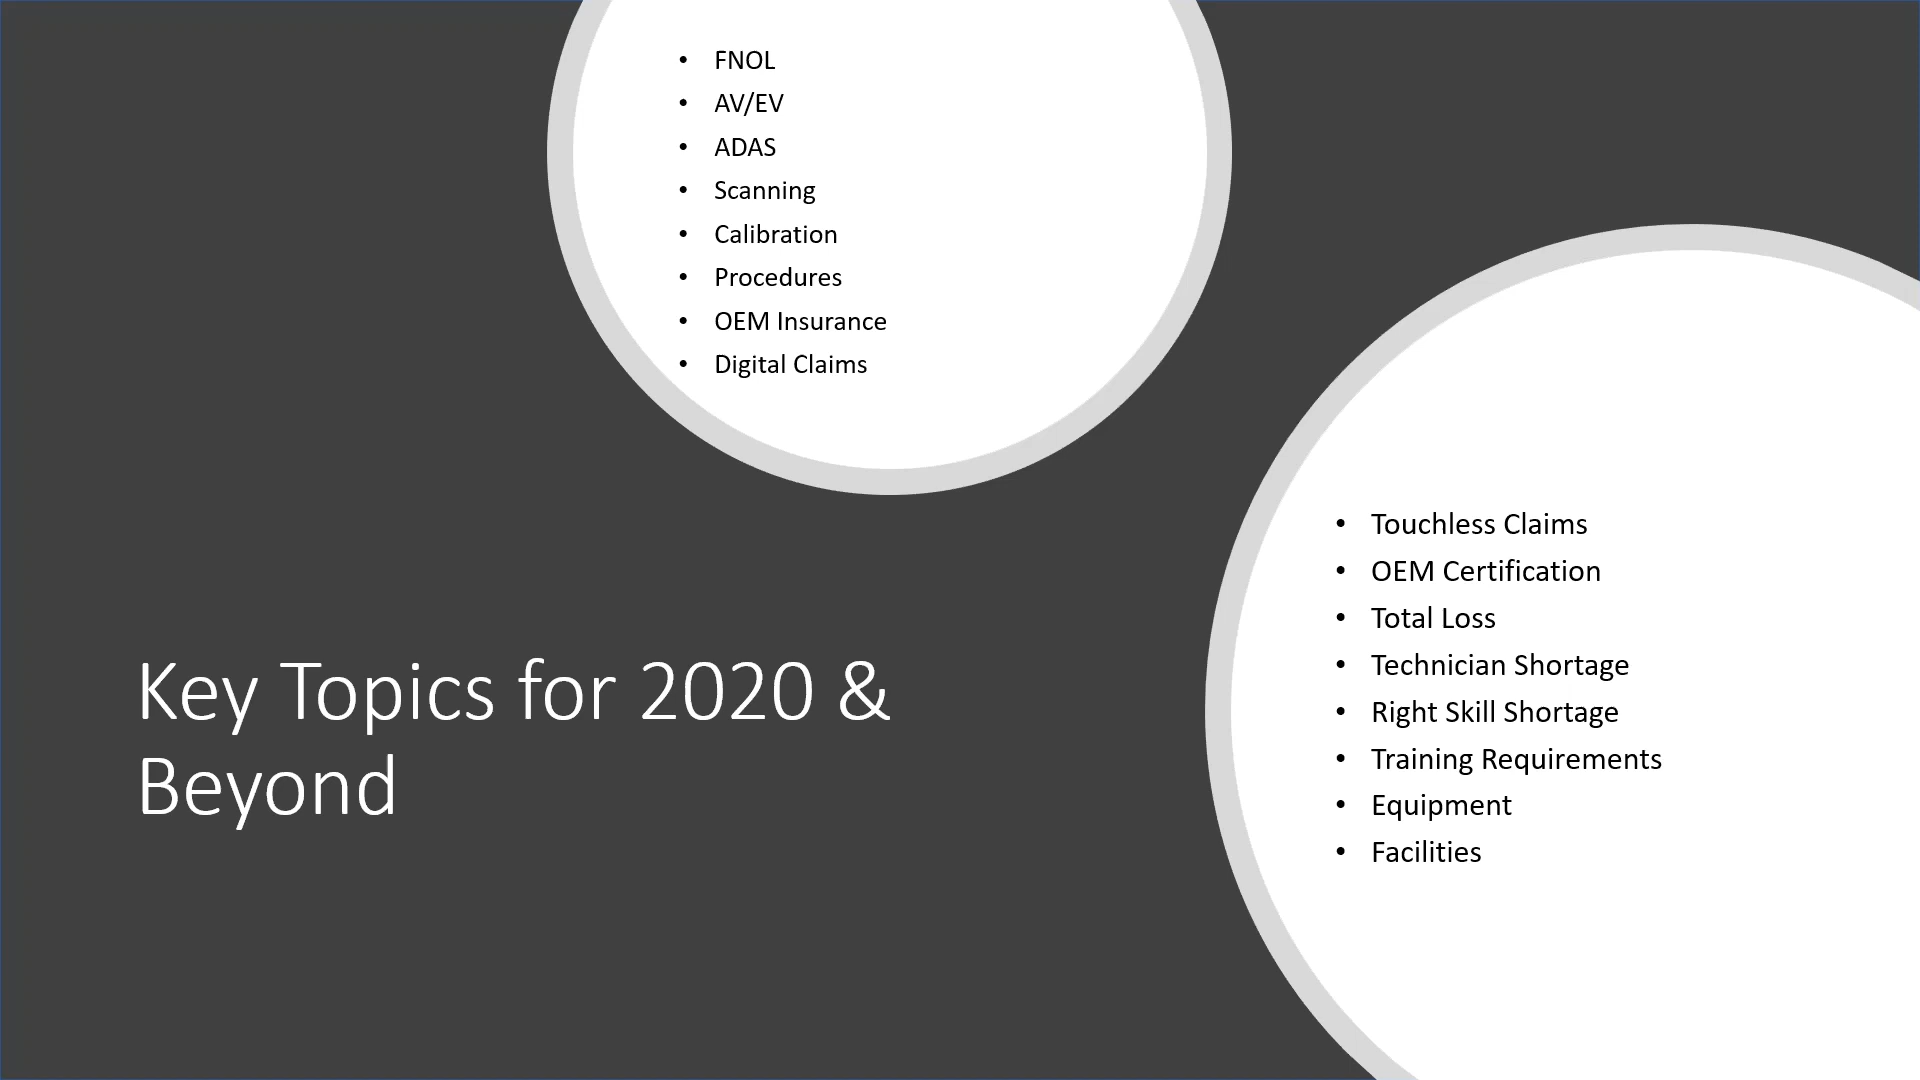 • FNOL
• AV/EV
• ADAS
• Scanning
• Calibration
• Procedures
• OEM Insurance
• Digital Claims
Key Topics for 2020 &
Beyond
• Touchless Claims
• OEM Certification
• Total Loss
• Technician Shortage
• Right Skill Shortage
• Training Requirements
• Equipment
• Facilities